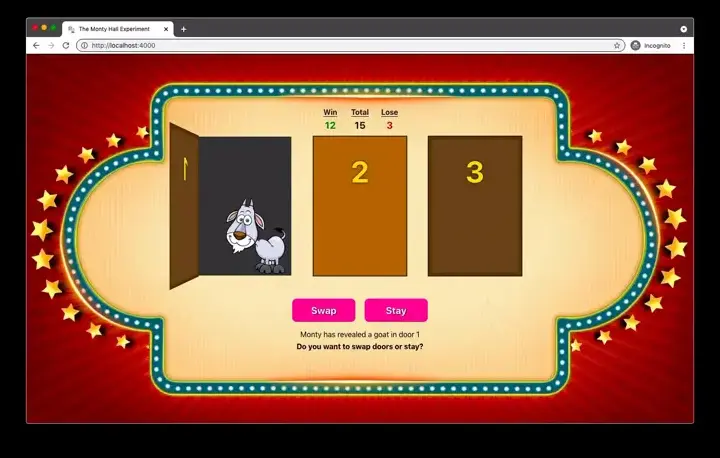 The Monty Hall Experiment
http://localhost:4000
Incognito
Win Total Lose
12 15 3
1
2
3
Swap Stay
Monty has revealed a goat in door 1
Do you want to swap doors or stay?